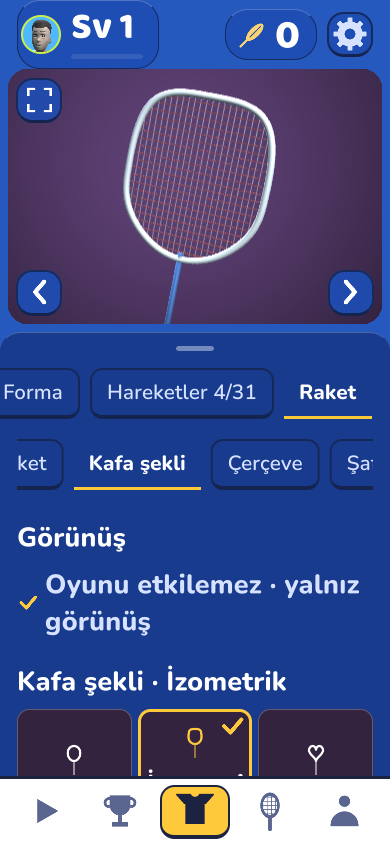 Sv 1
0
Forma
Hareketler 4/31
Raket
ket
Kafa şekli
Çerçeve
Görünüş
Oyunu etkilemez · yalnız
görünüş
Kafa şekli · İzometrik